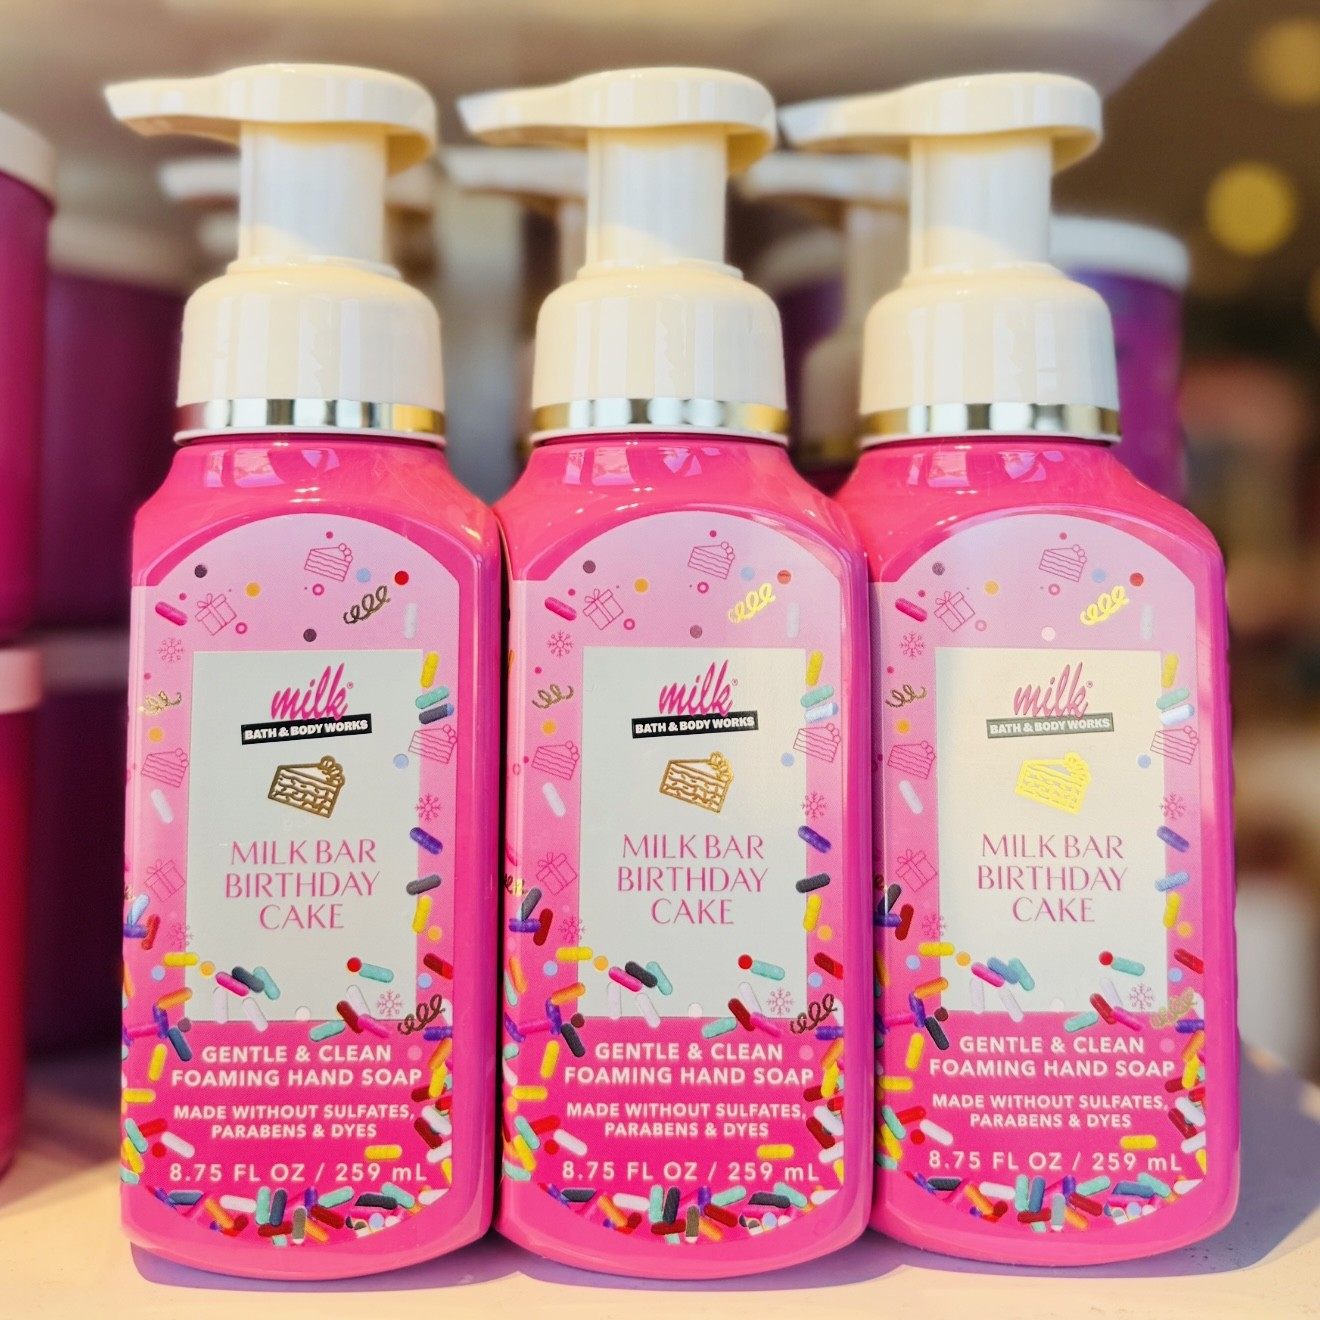 milk®
BATH & BODY WORKS
MILK BAR
BIRTHDAY
CAKE
GENTLE & CLEAN
FOAMING HAND SOAP
MADE WITHOUT SULFATES,
PARABENS & DYES
8.75 FL OZ / 259 mL
milk®
BATH & BODY WORKS
MILK BAR
BIRTHDAY
CAKE
GENTLE & CLEAN
FOAMING HAND SOAP
MADE WITHOUT SULFATES,
PARABENS & DYES
8.75 FL OZ / 259 mL
milk®
BATH & BODY WORKS
MILK BAR
BIRTHDAY
CAKE
GENTLE & CLEAN
FOAMING HAND SOAP
MADE WITHOUT SULFATES,
PARABENS & DYES
8.75 FL OZ / 259 mL